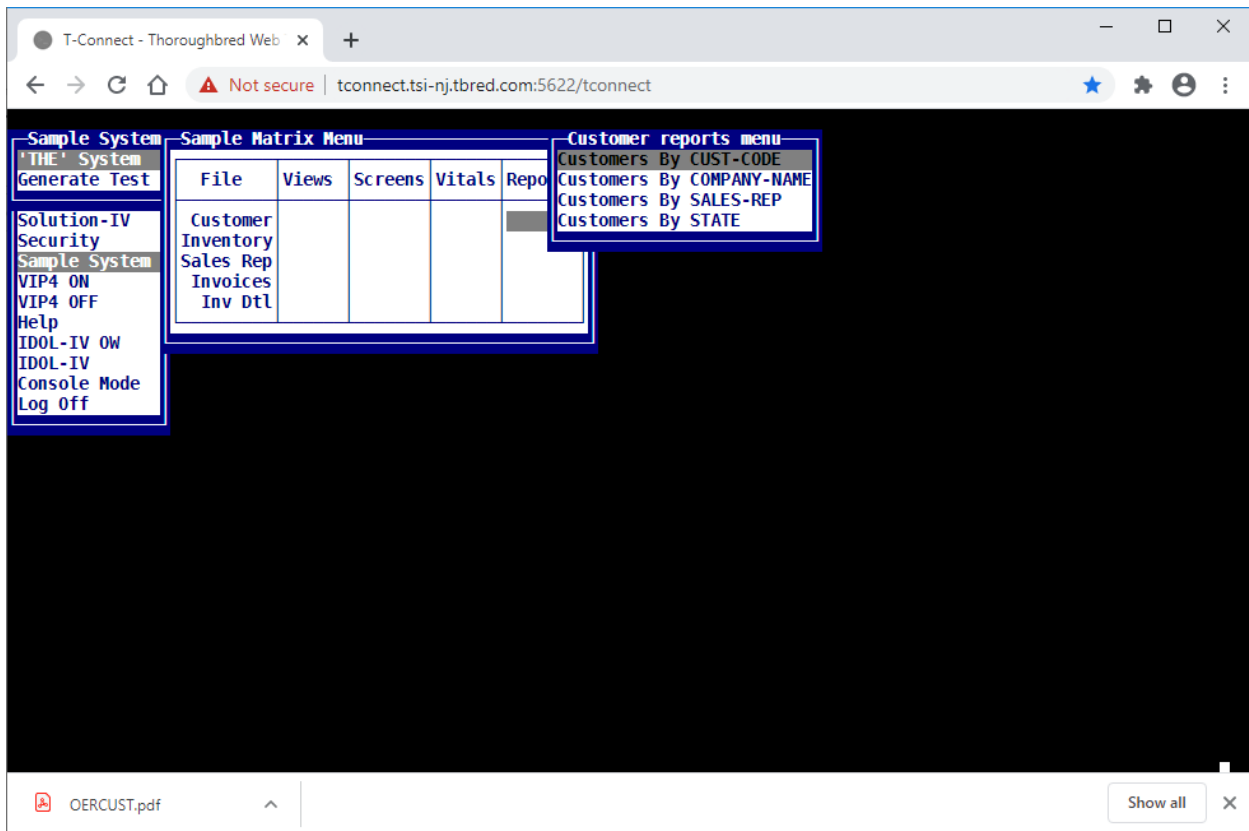 T-Connect - Thoroughbred Web
Not secure | tconnect.tsi-nj.tbred.com:5622/tconnect
Sample System
'THE' System
Generate Test
Solution-IV
Security
Sample System
VIP4 ON
VIP4 OFF
Help
IDOL-IV OW
IDOL-IV
Console Mode
Log Off
Sample Matrix Menu
File Views Screens Vitals Repo
Customer
Inventory
Sales Rep
Invoices
Inv Dtl
Customer reports menu
Customers By CUST-CODE
Customers By COMPANY-NAME
Customers By SALES-REP
Customers By STATE
OERCUST.pdf
Show all